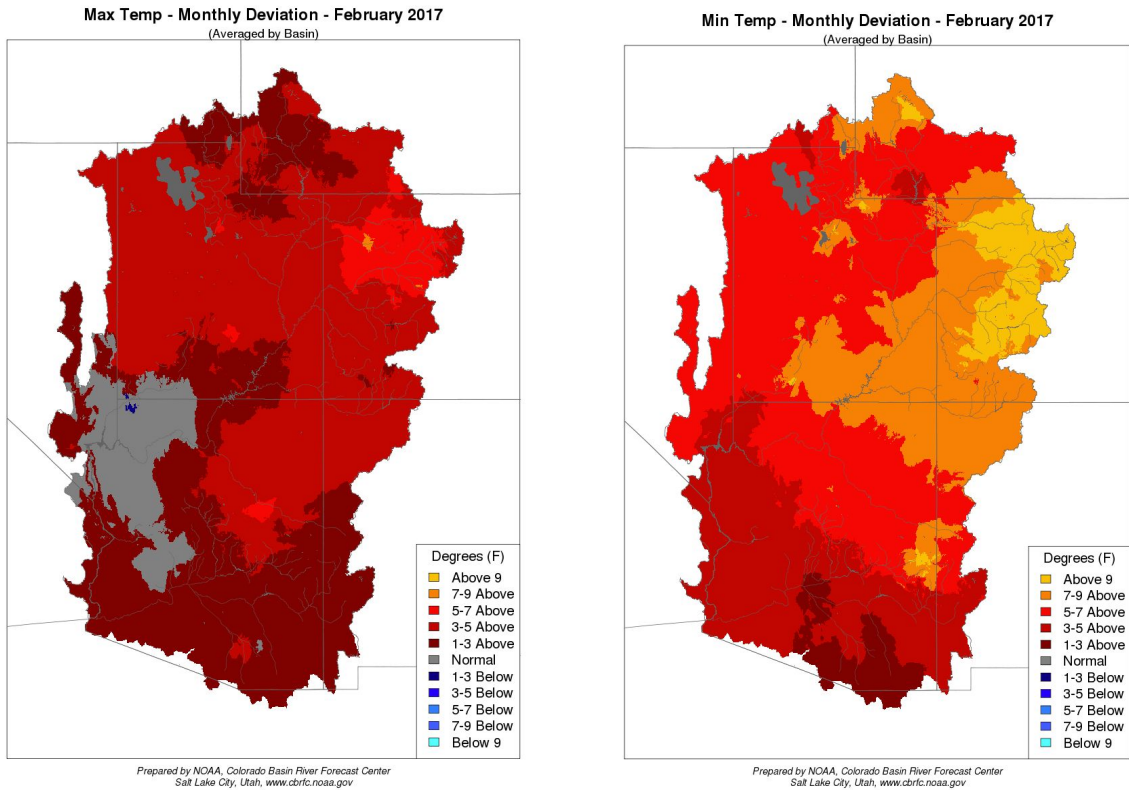 Max Temp - Monthly Deviation - February 2017
(Averaged by Basin)
Degrees (F)
Above 9
7-9 Above
5-7 Above
3-5 Above
1-3 Above
Normal
1-3 Below
3-5 Below
5-7 Below
7-9 Below
Below 9
Prepared by NOAA, Colorado Basin River Forecast Center
Salt Lake City, Utah, www.cbrfc.noaa.gov
Min Temp - Monthly Deviation - February 2017
(Averaged by Basin)
Degrees (F)
Above 9
7-9 Above
5-7 Above
3-5 Above
1-3 Above
Normal
1-3 Below
3-5 Below
5-7 Below
7-9 Below
Below 9
Prepared by NOAA, Colorado Basin River Forecast Center
Salt Lake City, Utah, www.cbrfc.noaa.gov